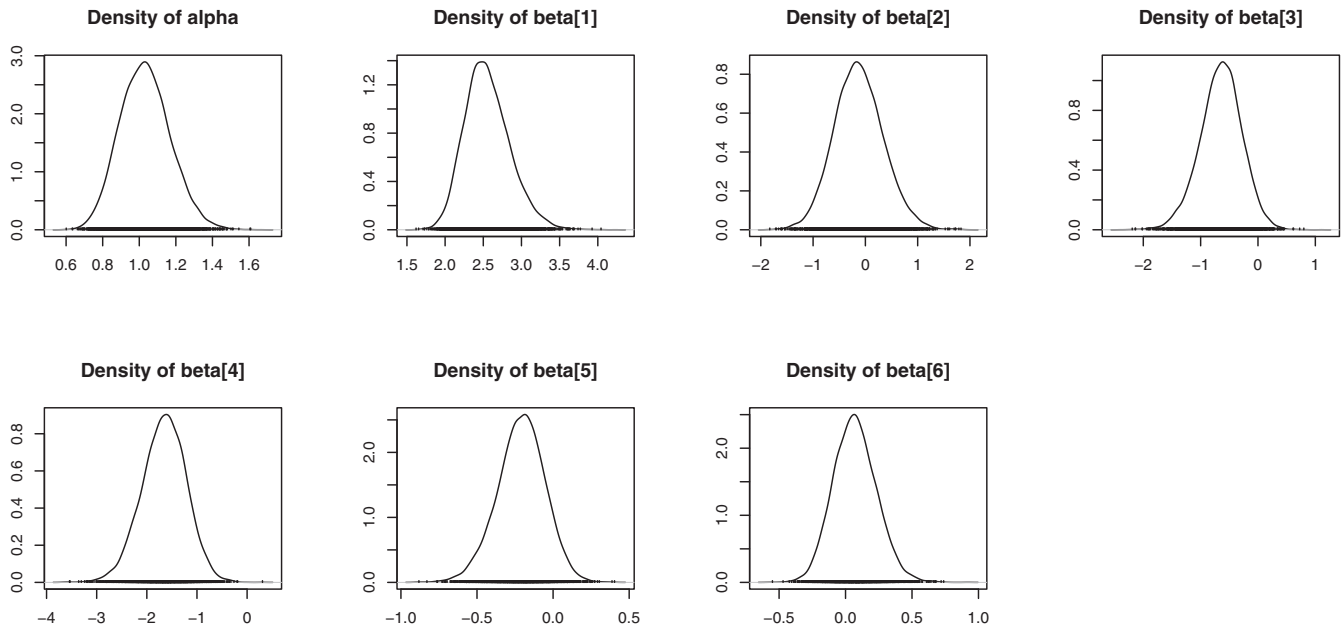 Density of alpha
0.0 1.0 2.0 3.0
0.6 0.8 1.0 1.2 1.4 1.6
Density of beta[1]
0.0 0.4 0.8 1.2
1.5 2.0 2.5 3.0 3.5 4.0
Density of beta[2]
0.0 0.2 0.4 0.6 0.8
−2 −1 0 1 2
Density of beta[3]
0.0 0.4 0.8
−2 −1 0 1
Density of beta[4]
0.0 0.2 0.4 0.6 0.8
−4 −3 −2 −1 0
Density of beta[5]
0.0 1.0 2.0
−1.0 −0.5 0.0 0.5
Density of beta[6]
0.0 1.0 2.0
−0.5 0.0 0.5 1.0